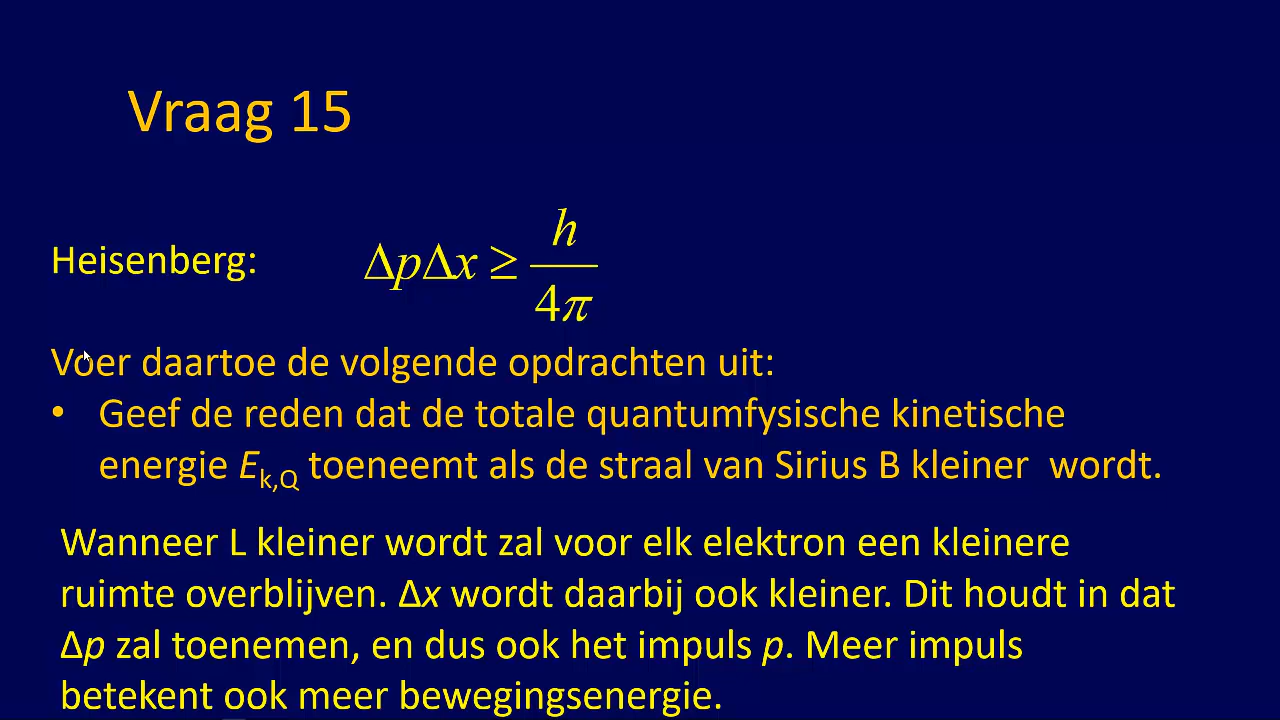 Vraag 15
Heisenberg: ΔpΔx ≥ h/4π
Voer daartoe de volgende opdrachten uit:
• Geef de reden dat de totale quantumfysische kinetische
energie Ek,Q toeneemt als de straal van Sirius B kleiner wordt.
Wanneer L kleiner wordt zal voor elk elektron een kleinere
ruimte overblijven. Δx wordt daarbij ook kleiner. Dit houdt in dat
Δp zal toenemen, en dus ook het impuls p. Meer impuls
betekent ook meer bewegingsenergie.